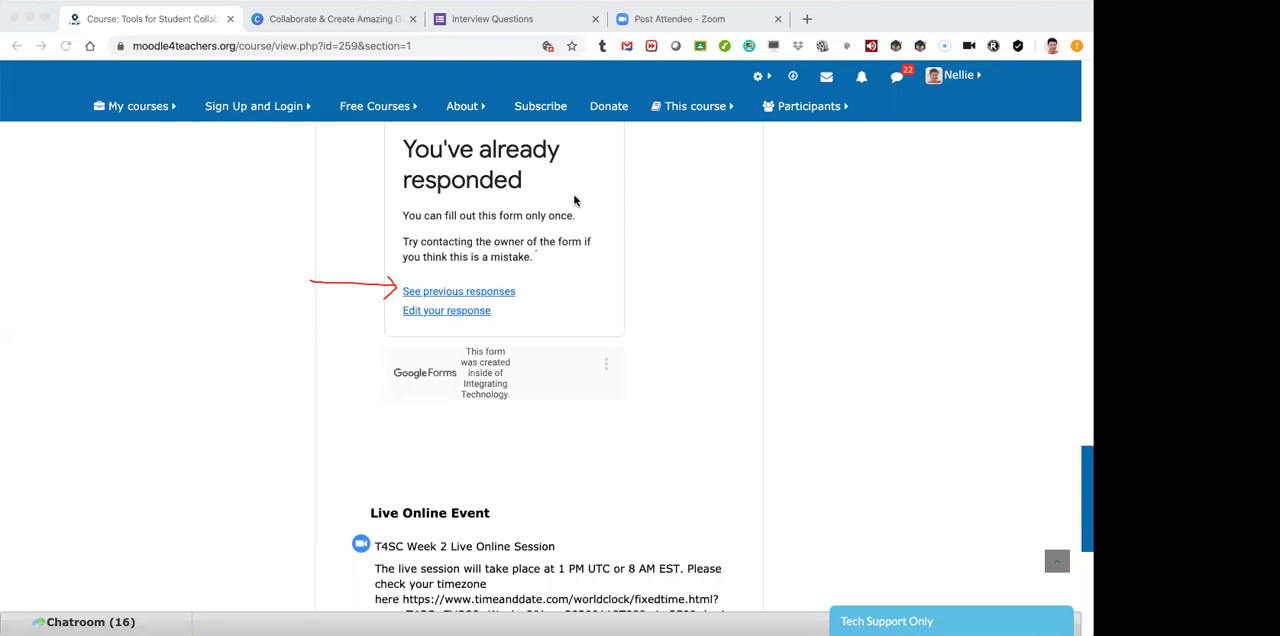 Course: Tools for Student Collab
Collaborate & Create Amazing G
Interview Questions
Post Attendee - Zoom
moodle4teachers.org/course/view.php?id=259&section=1
22
Nellie
My courses
Sign Up and Login
Free Courses
About
Subscribe
Donate
This course
Participants
You've already
responded
You can fill out this form only once.
Try contacting the owner of the form if
you think this is a mistake.
See previous responses
Edit your response
Google Forms
This form
was created
inside of
Integrating
Technology.
Live Online Event
T4SC Week 2 Live Online Session
The live session will take place at 1 PM UTC or 8 AM EST. Please
check your timezone
here https://www.timeanddate.com/worldclock/fixedtime.html?
Chatroom (16)
Tech Support Only